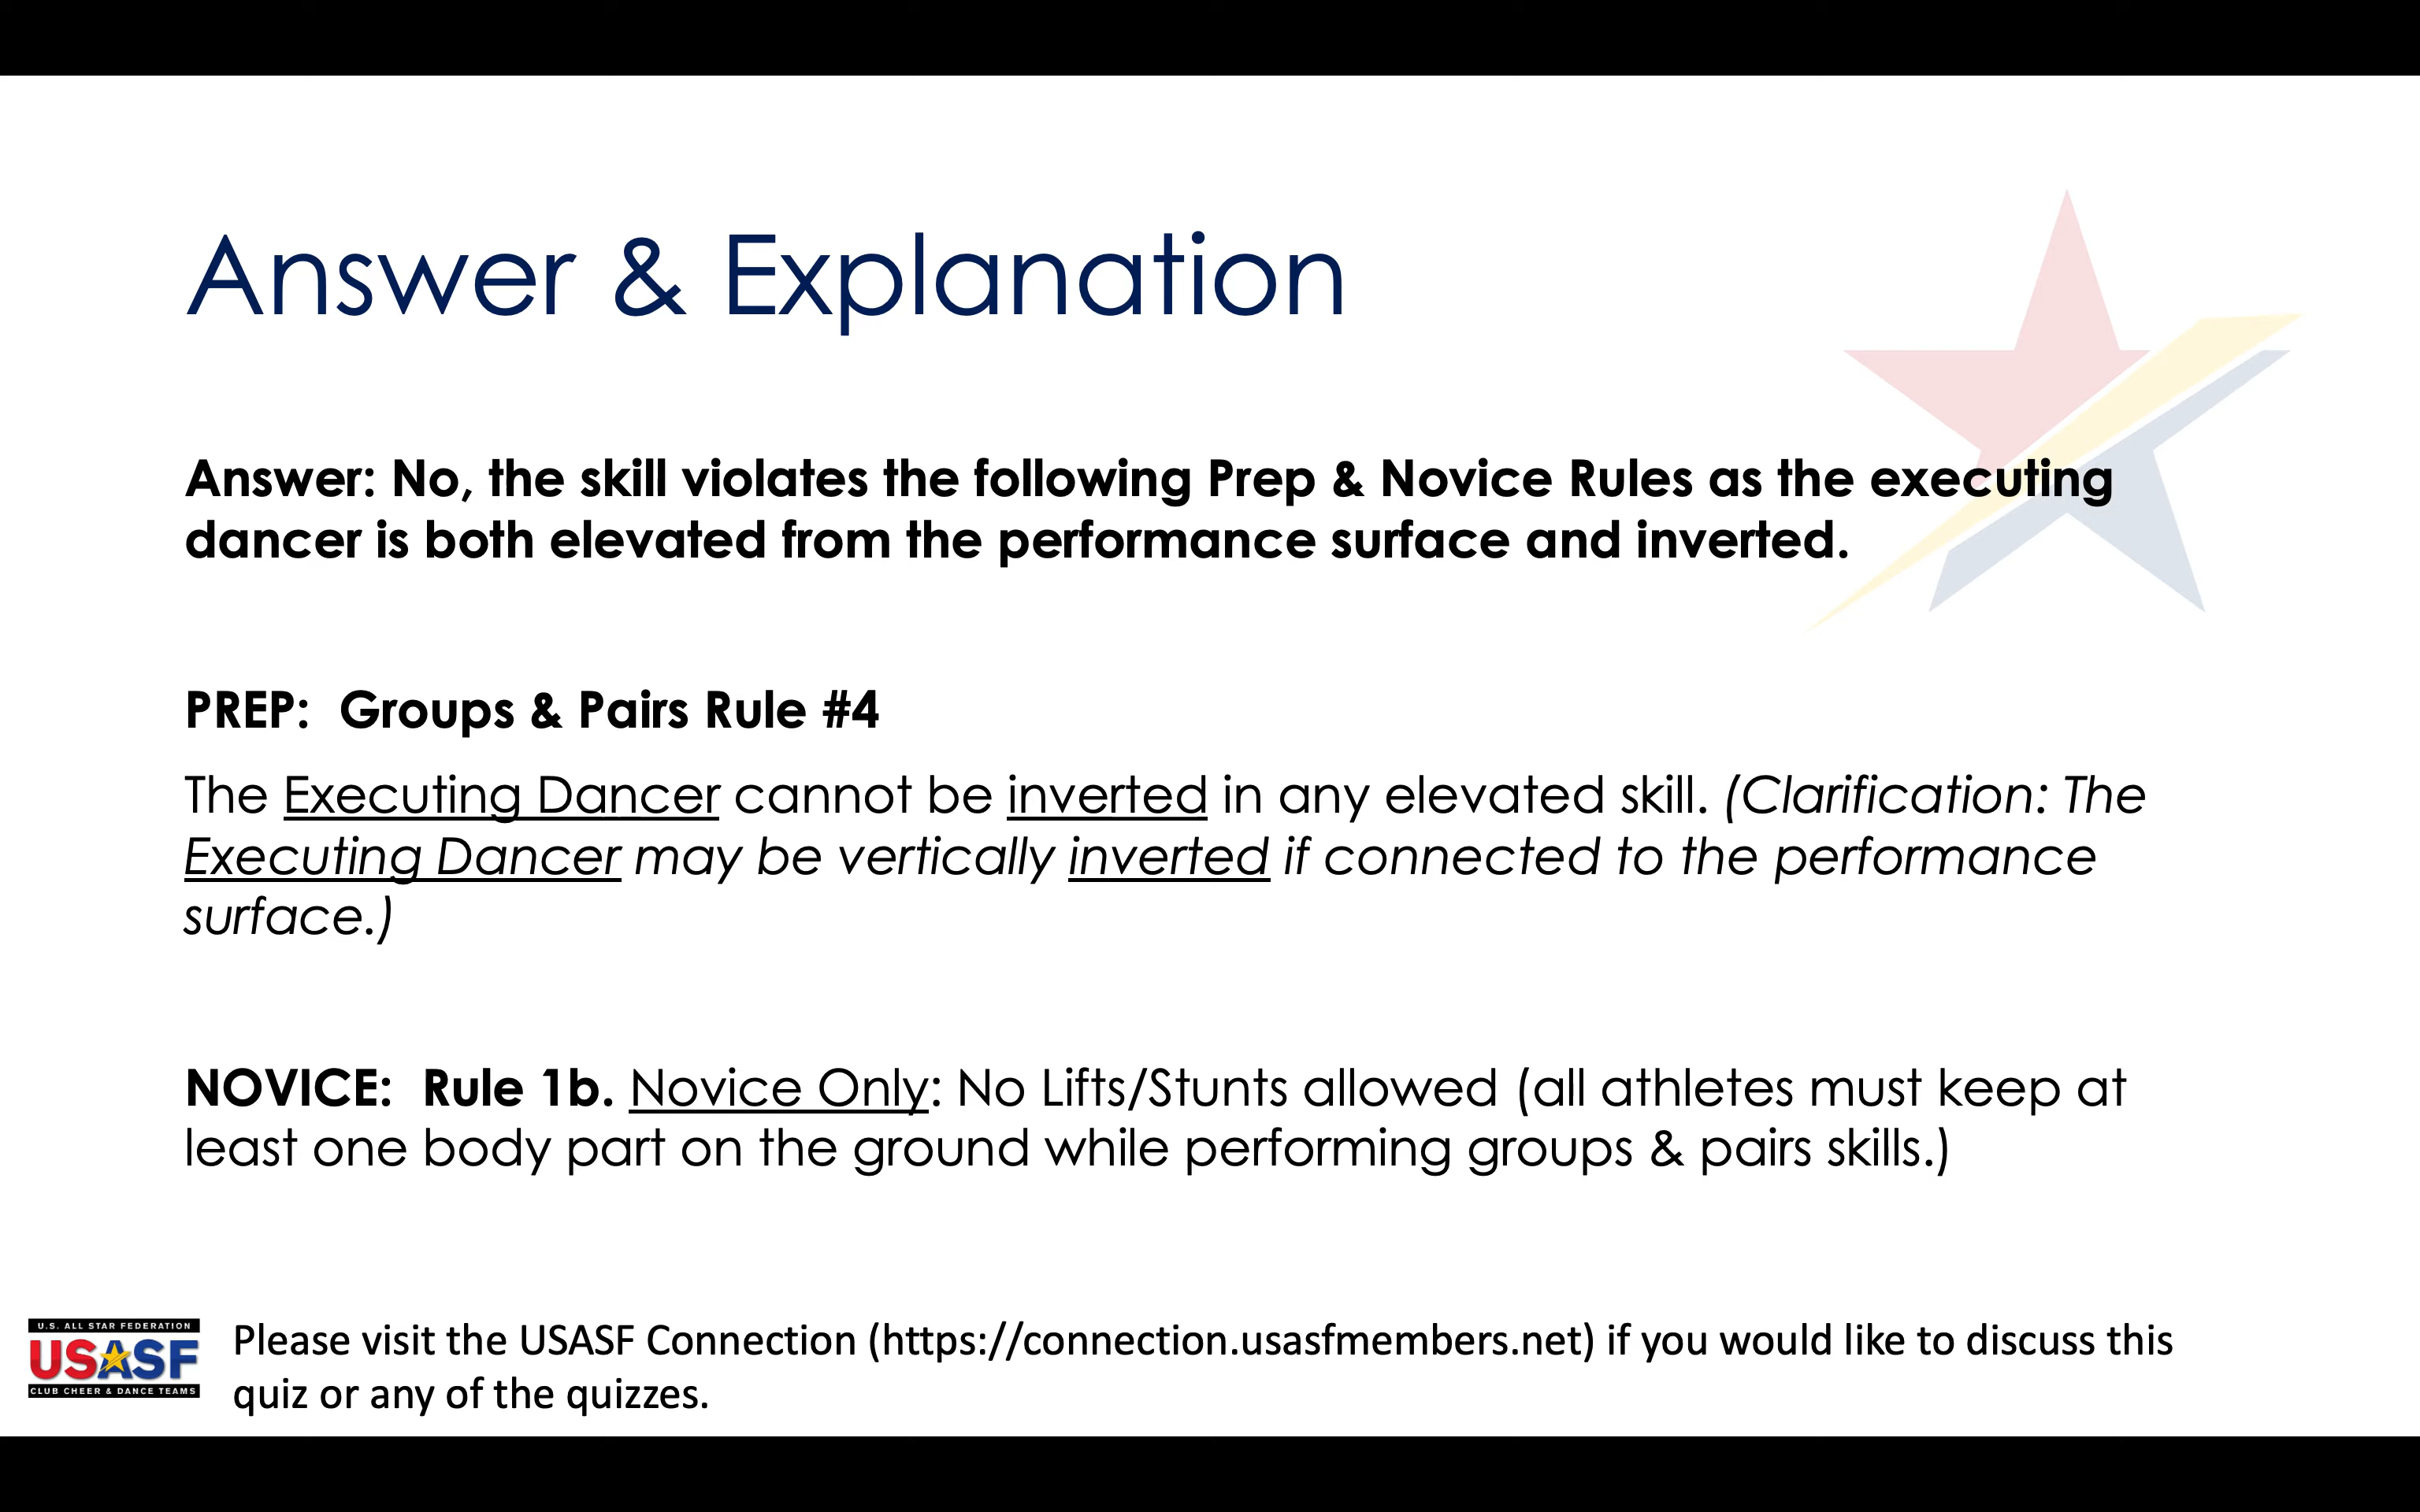 Answer & Explanation
Answer: No, the skill violates the following Prep & Novice Rules as the executing
dancer is both elevated from the performance surface and inverted.
PREP:  Groups & Pairs Rule #4
The Executing Dancer cannot be inverted in any elevated skill. (Clarification: The
Executing Dancer may be vertically inverted if connected to the performance
surface.)
NOVICE:  Rule 1b. Novice Only: No Lifts/Stunts allowed (all athletes must keep at
least one body part on the ground while performing groups & pairs skills.)
U.S. ALL STAR FEDERATION
USASF
CLUB CHEER & DANCE TEAMS
Please visit the USASF Connection (https://connection.usasfmembers.net) if you would like to discuss this
quiz or any of the quizzes.